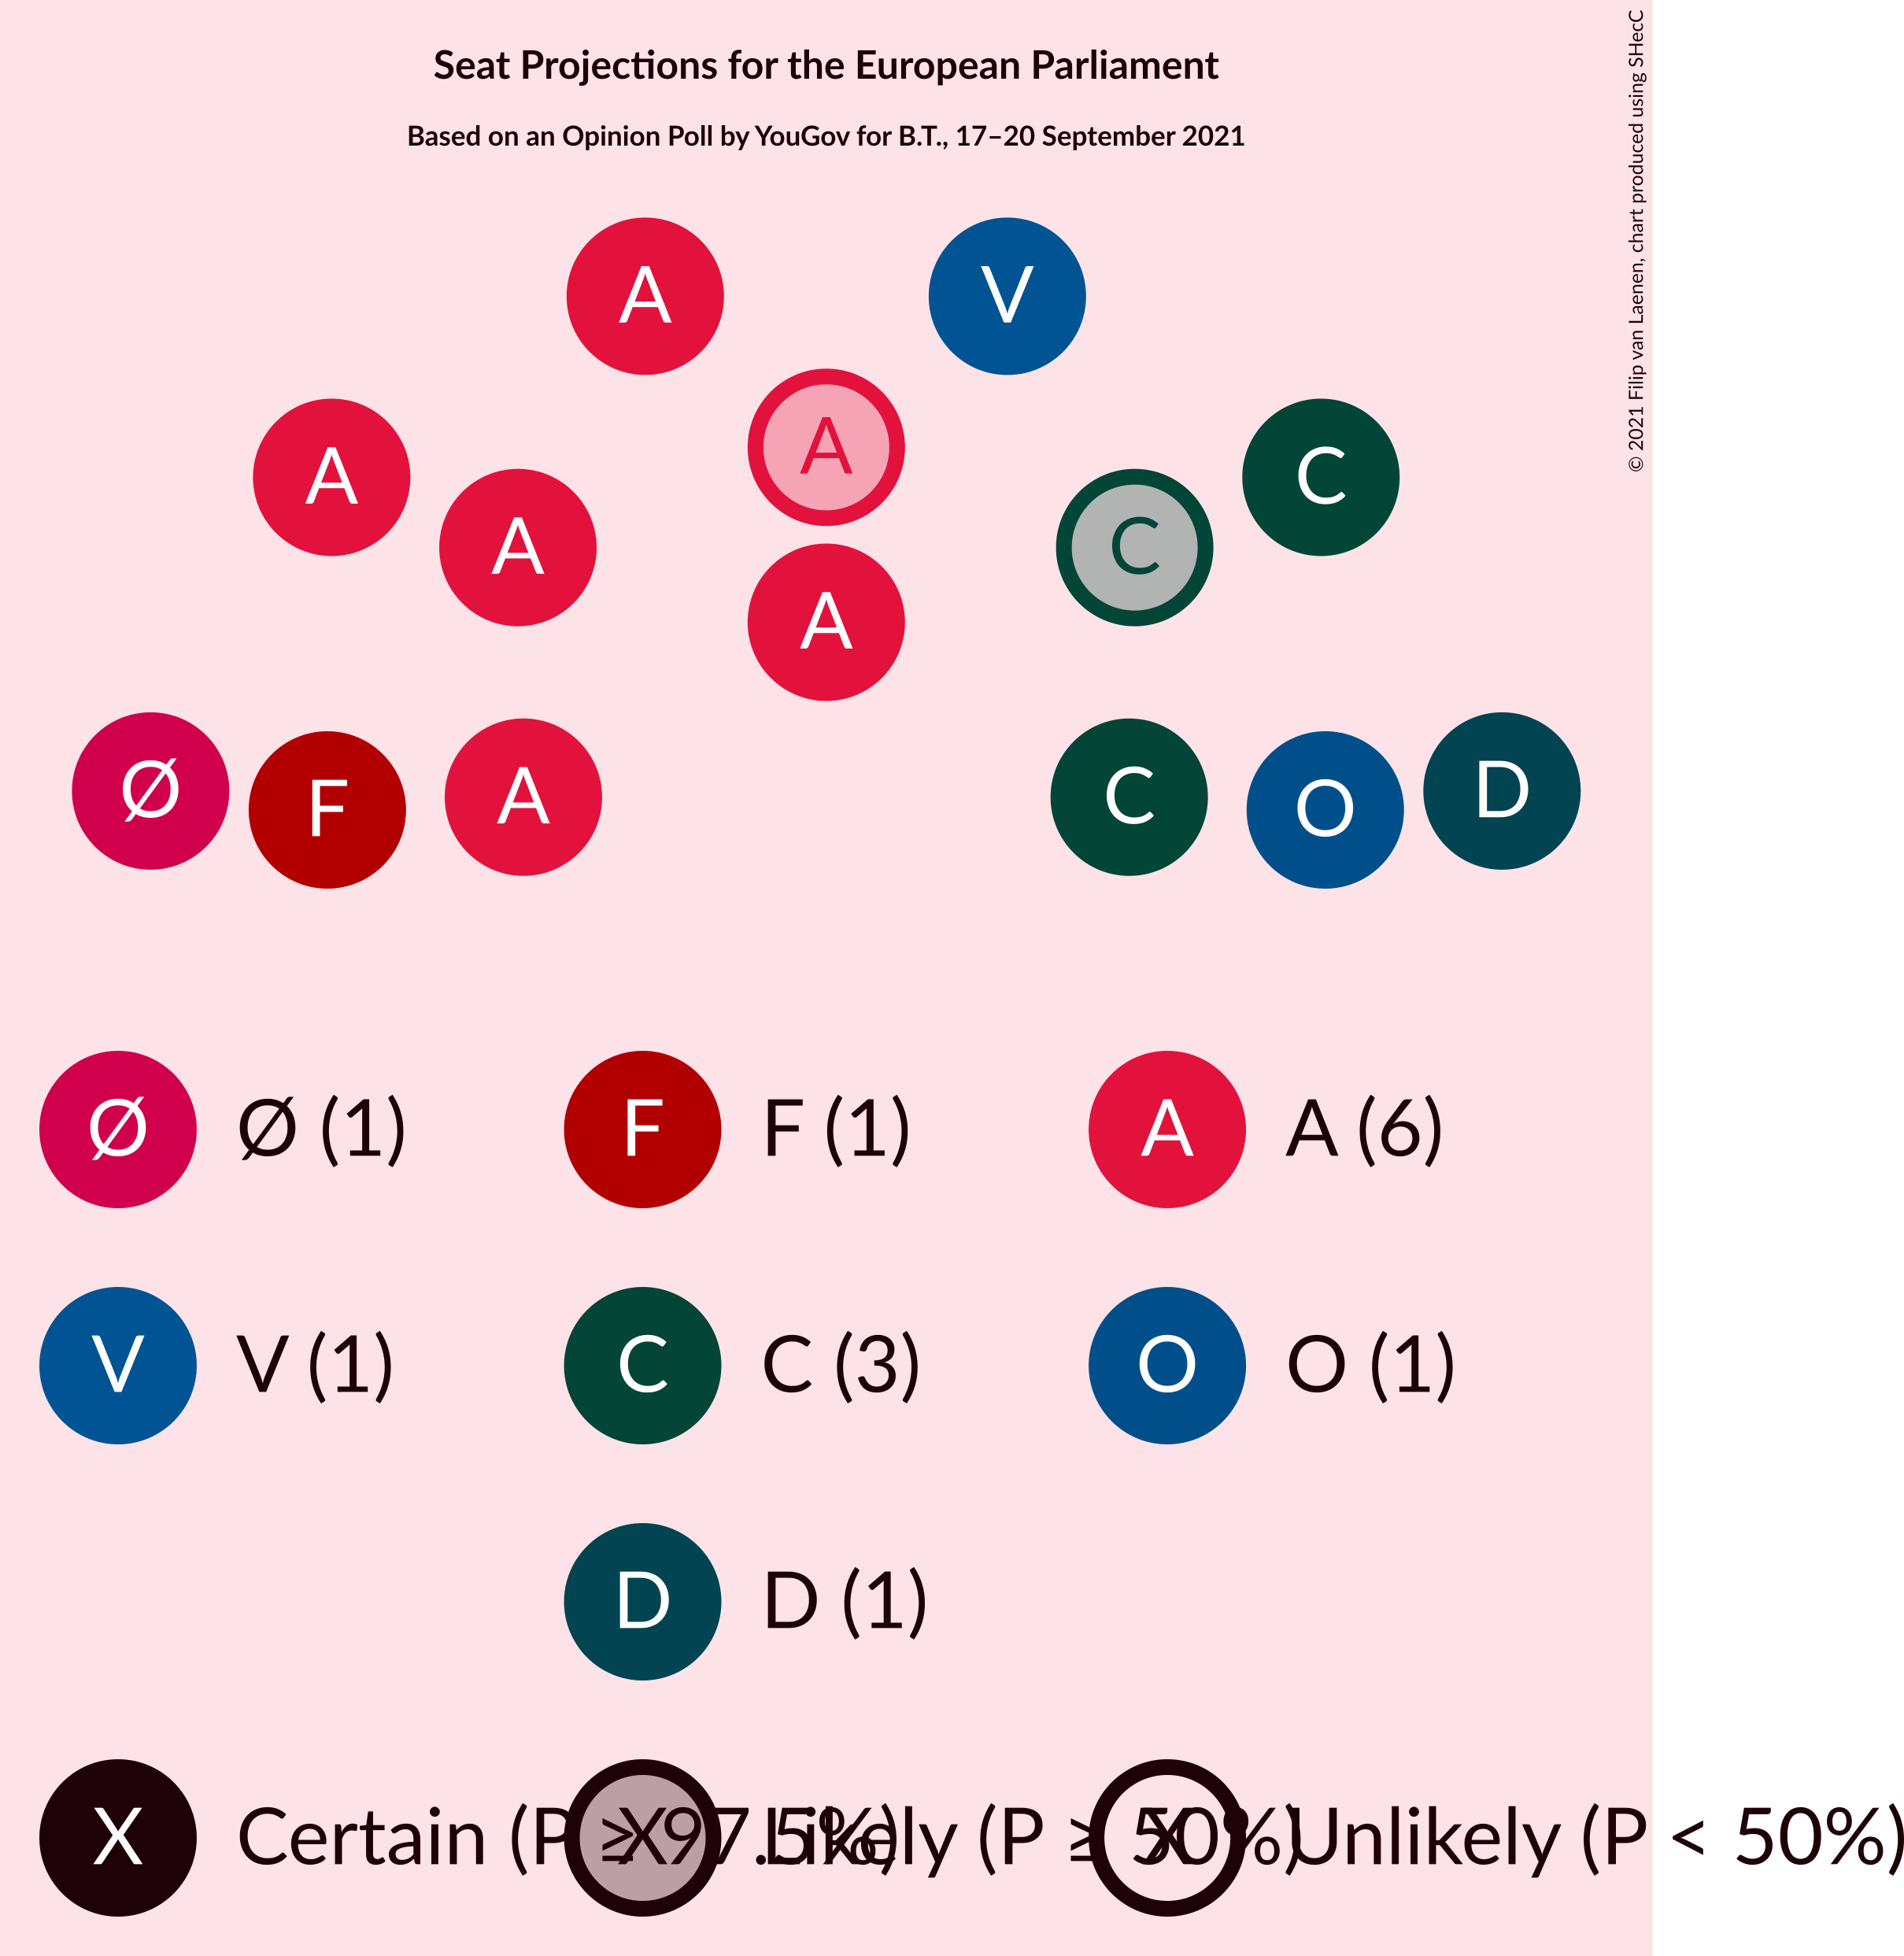 Seat Projections for the European Parliament
Based on an Opinion Poll by YouGov for B.T., 17–20 September 2021
© 2021 Filip van Laenen, chart produced using SHecC
A V
A
A C
A C
A
Ø D
F A C O
Ø Ø (1) F F (1) A A (6)
V V (1) C C (3) O O (1)
D D (1)
X Certain (P ≥ 97.5%) X Likely (P ≥ 50%) X Unlikely (P < 50%)